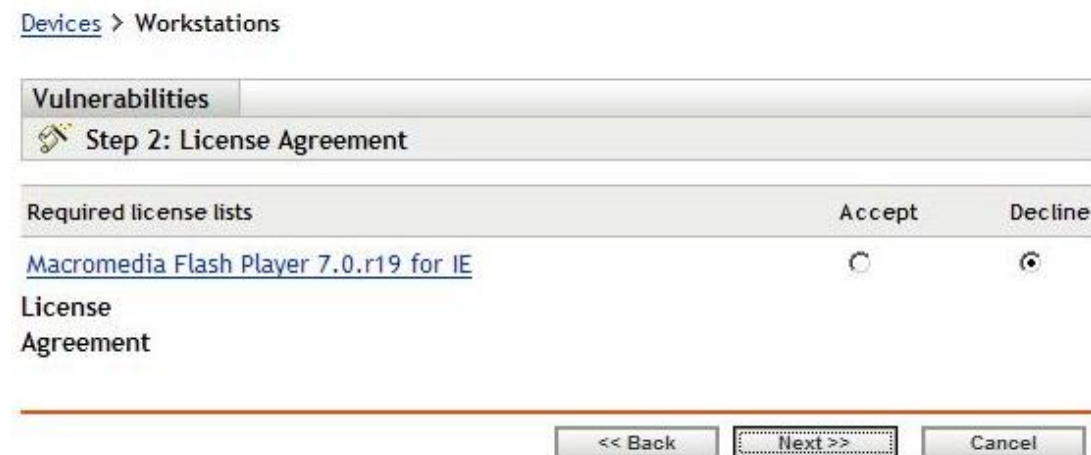 Devices > Workstations
Vulnerabilities
Step 2: License Agreement
Required license lists Accept Decline
Macromedia Flash Player 7.0.r19 for IE
License
Agreement
<< Back Next >> Cancel